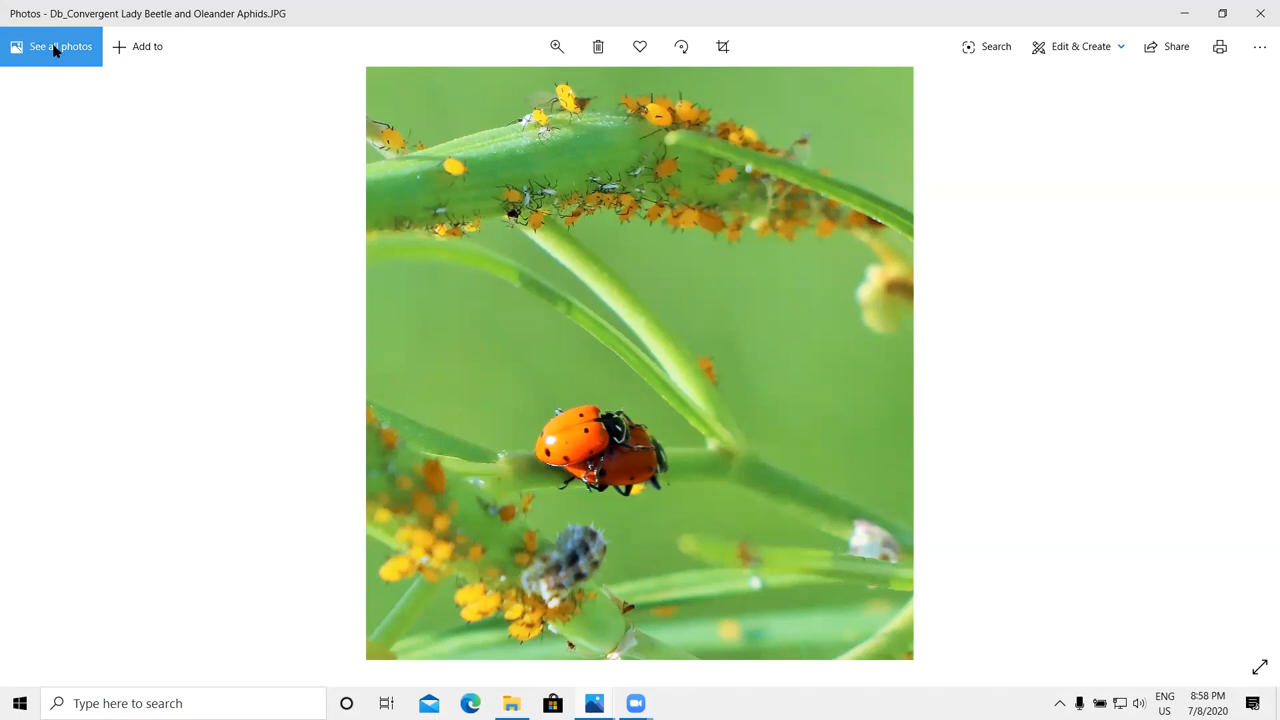 Photos - Db_Convergent Lady Beetle and Oleander Aphids.JPG
See all photos
Add to
Search
Edit & Create
Share
Type here to search
ENG
US
8:58 PM
7/8/2020